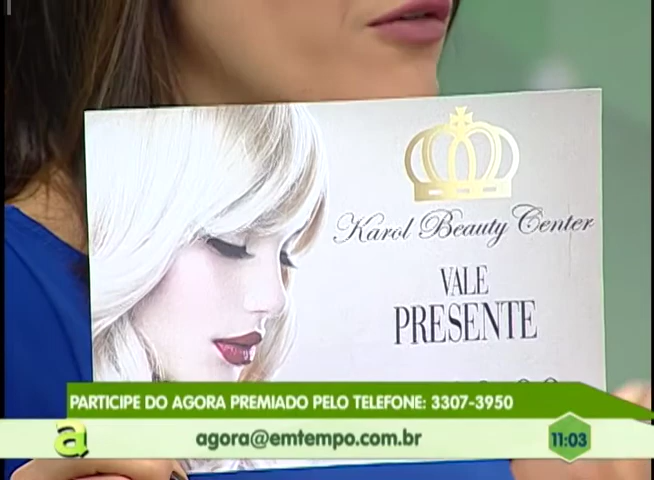 Karol Beauty Center
VALE
PRESENTE
PARTICIPE DO AGORA PREMIADO PELO TELEFONE: 3307-3950
a
agora@emtempo.com.br
11:03